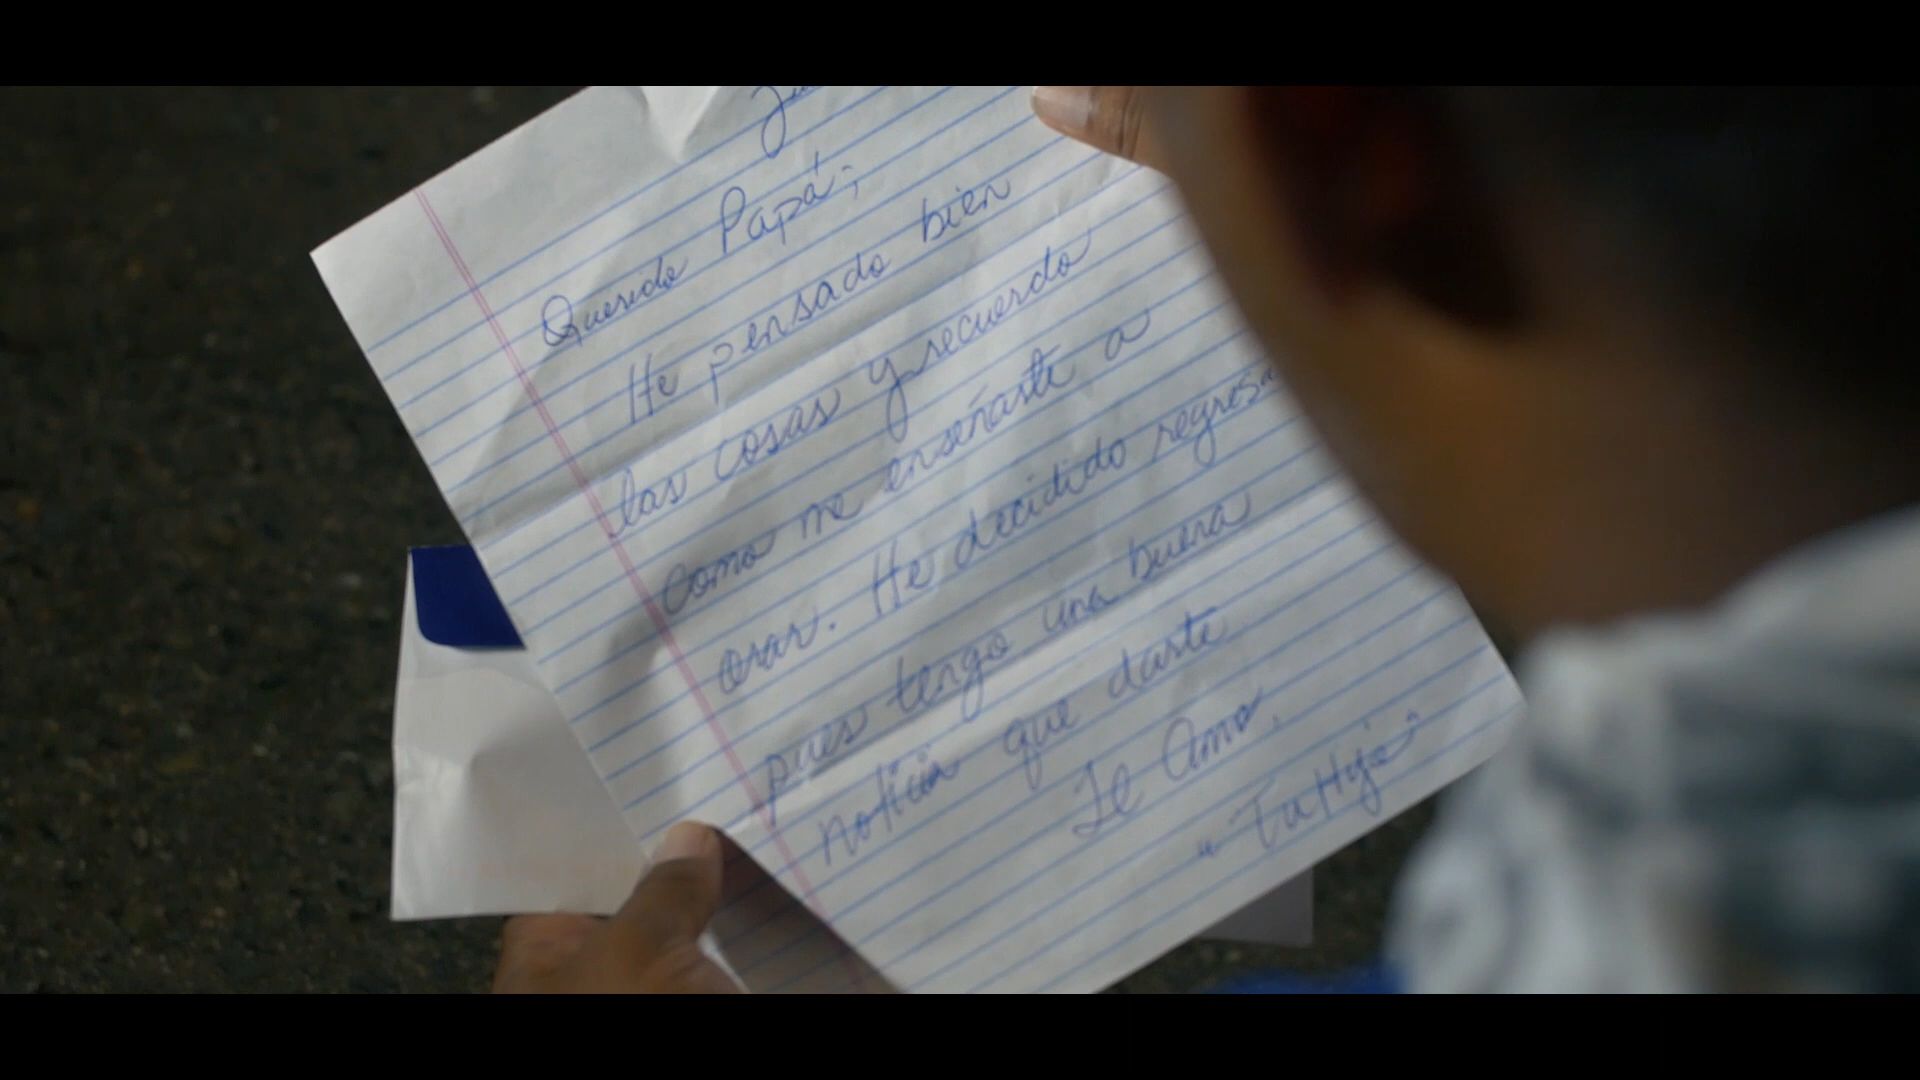 Querido Papá;
He pensado bien
las cosas y recuerdo
como me enseñaste a
orar. He decidido regresa
pues tengo una buena
noticia que darte
Te Amo.
"Tu Hijo"